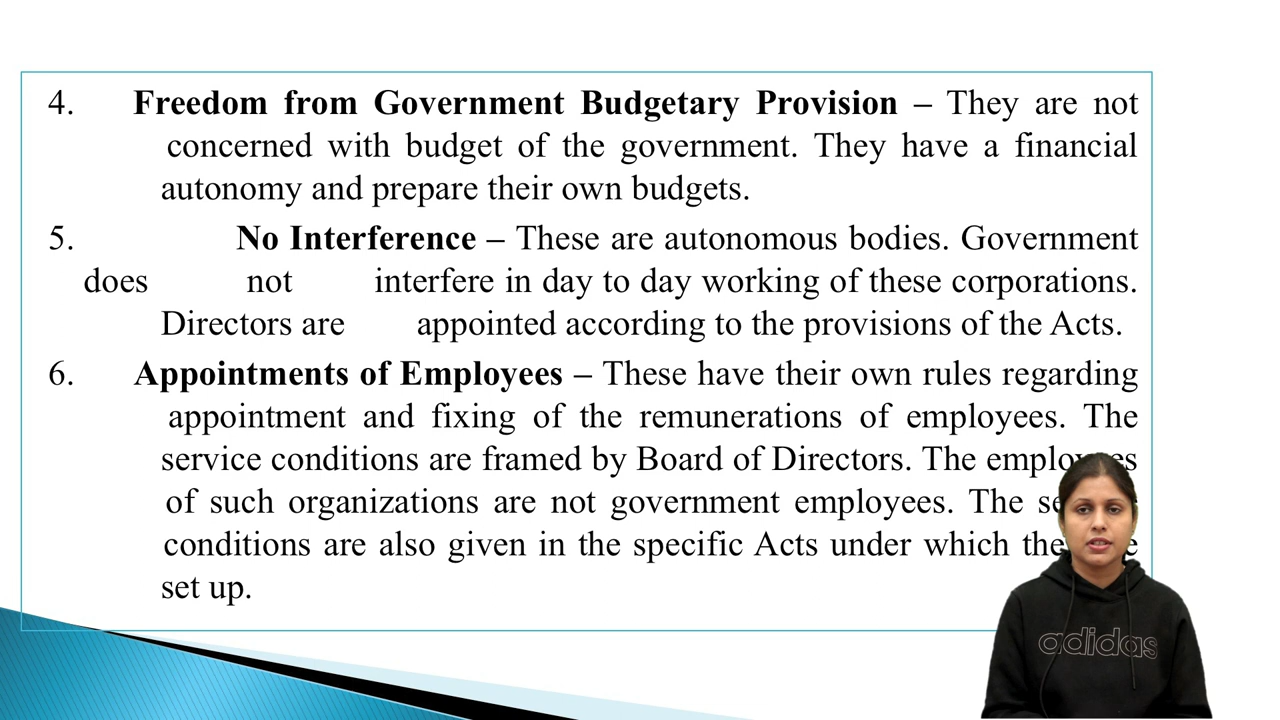 4. Freedom from Government Budgetary Provision – They are not
concerned with budget of the government. They have a financial
autonomy and prepare their own budgets.
5. No Interference – These are autonomous bodies. Government
does not interfere in day to day working of these corporations.
Directors are appointed according to the provisions of the Acts.
6. Appointments of Employees – These have their own rules regarding
appointment and fixing of the remunerations of employees. The
service conditions are framed by Board of Directors. The employees
of such organizations are not government employees. The
conditions are also given in the specific Acts under which
set up.
adidas